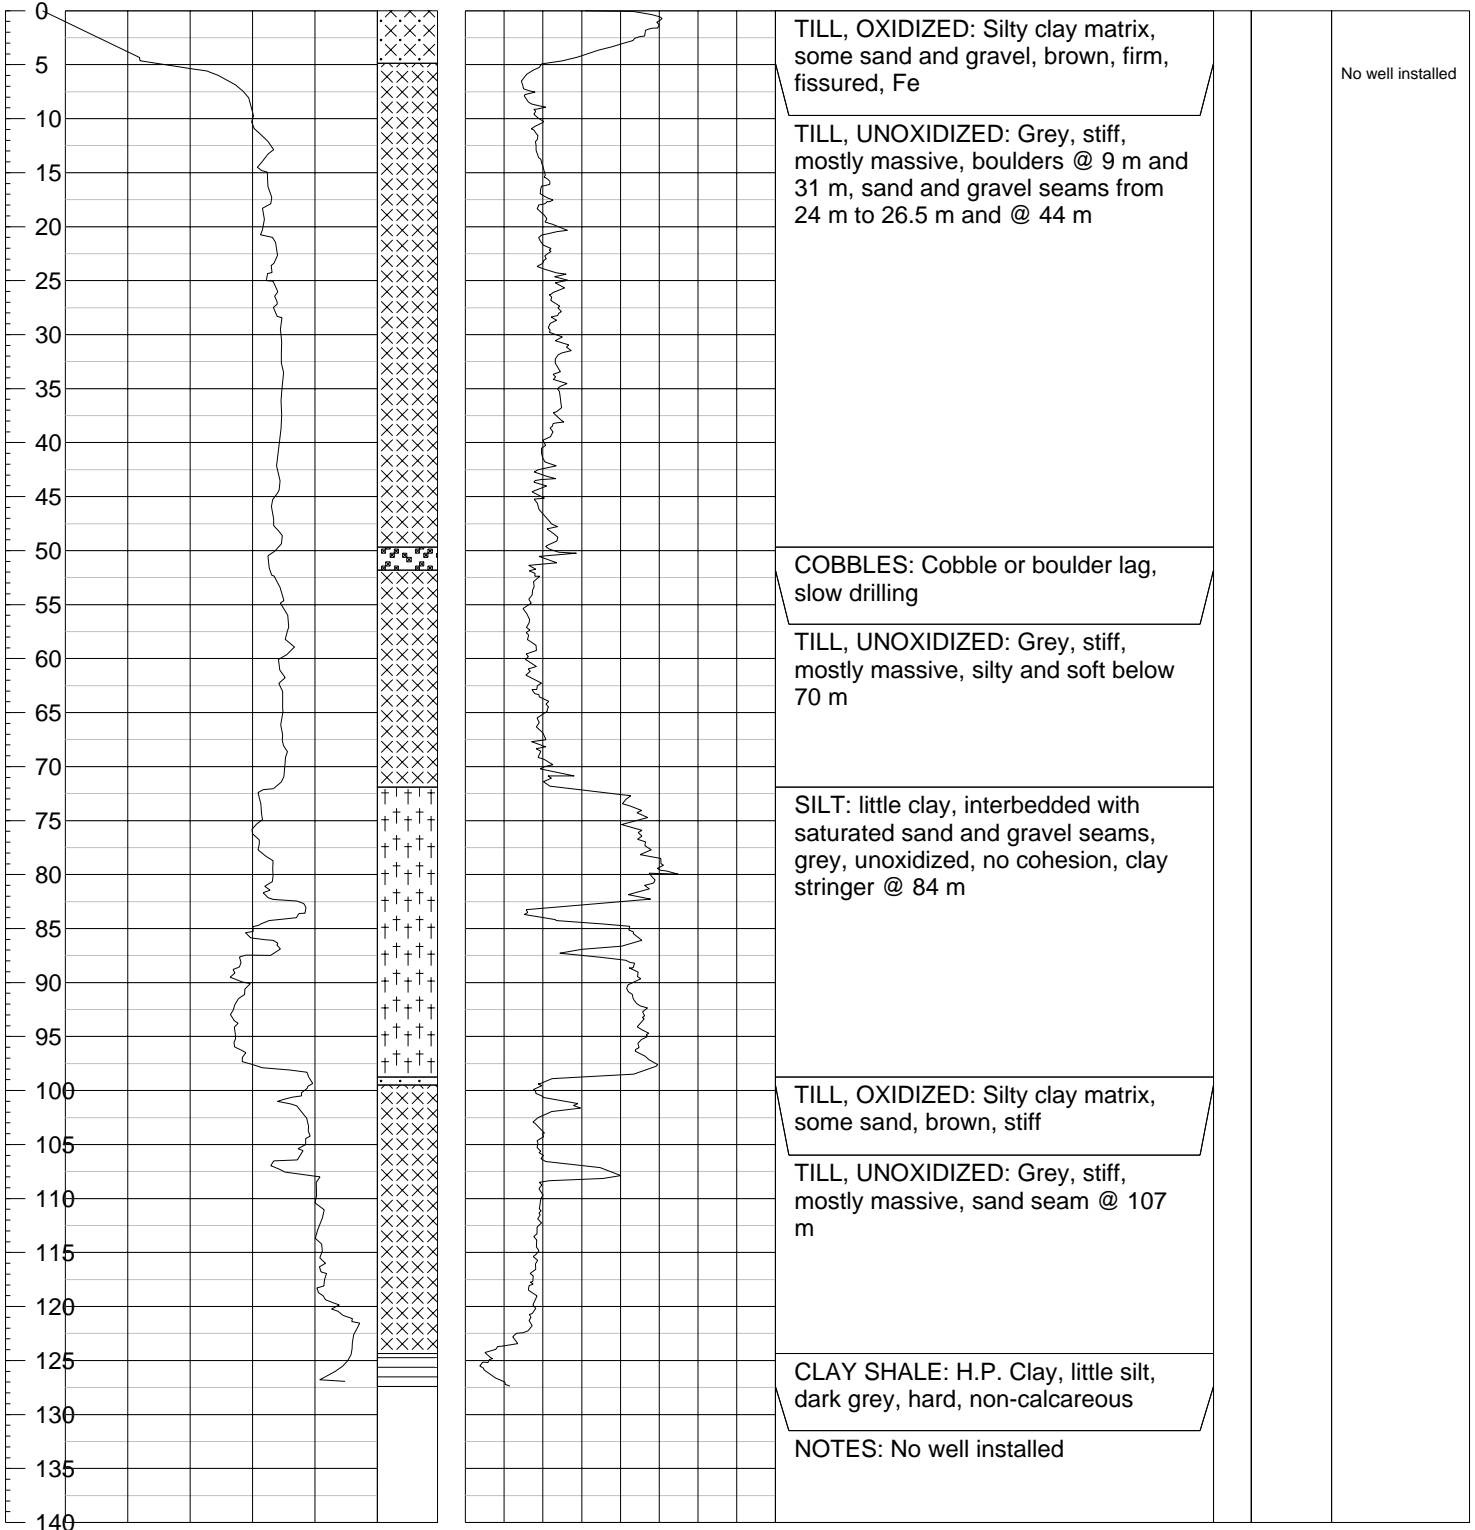 0
TILL, OXIDIZED: Silty clay matrix,
some sand and gravel, brown, firm,
fissured, Fe
5
No well installed
10
TILL, UNOXIDIZED: Grey, stiff,
mostly massive, boulders @ 9 m and
31 m, sand and gravel seams from
24 m to 26.5 m and @ 44 m
15
20
25
30
35
40
45
50
COBBLES: Cobble or boulder lag,
slow drilling
55
TILL, UNOXIDIZED: Grey, stiff,
mostly massive, silty and soft below
70 m
60
65
70
SILT: little clay, interbedded with
saturated sand and gravel seams,
grey, unoxidized, no cohesion, clay
stringer @ 84 m
75
80
85
90
95
100
TILL, OXIDIZED: Silty clay matrix,
some sand, brown, stiff
105
TILL, UNOXIDIZED: Grey, stiff,
mostly massive, sand seam @ 107
m
110
115
120
125
CLAY SHALE: H.P. Clay, little silt,
dark grey, hard, non-calcareous
130
NOTES: No well installed
135
140